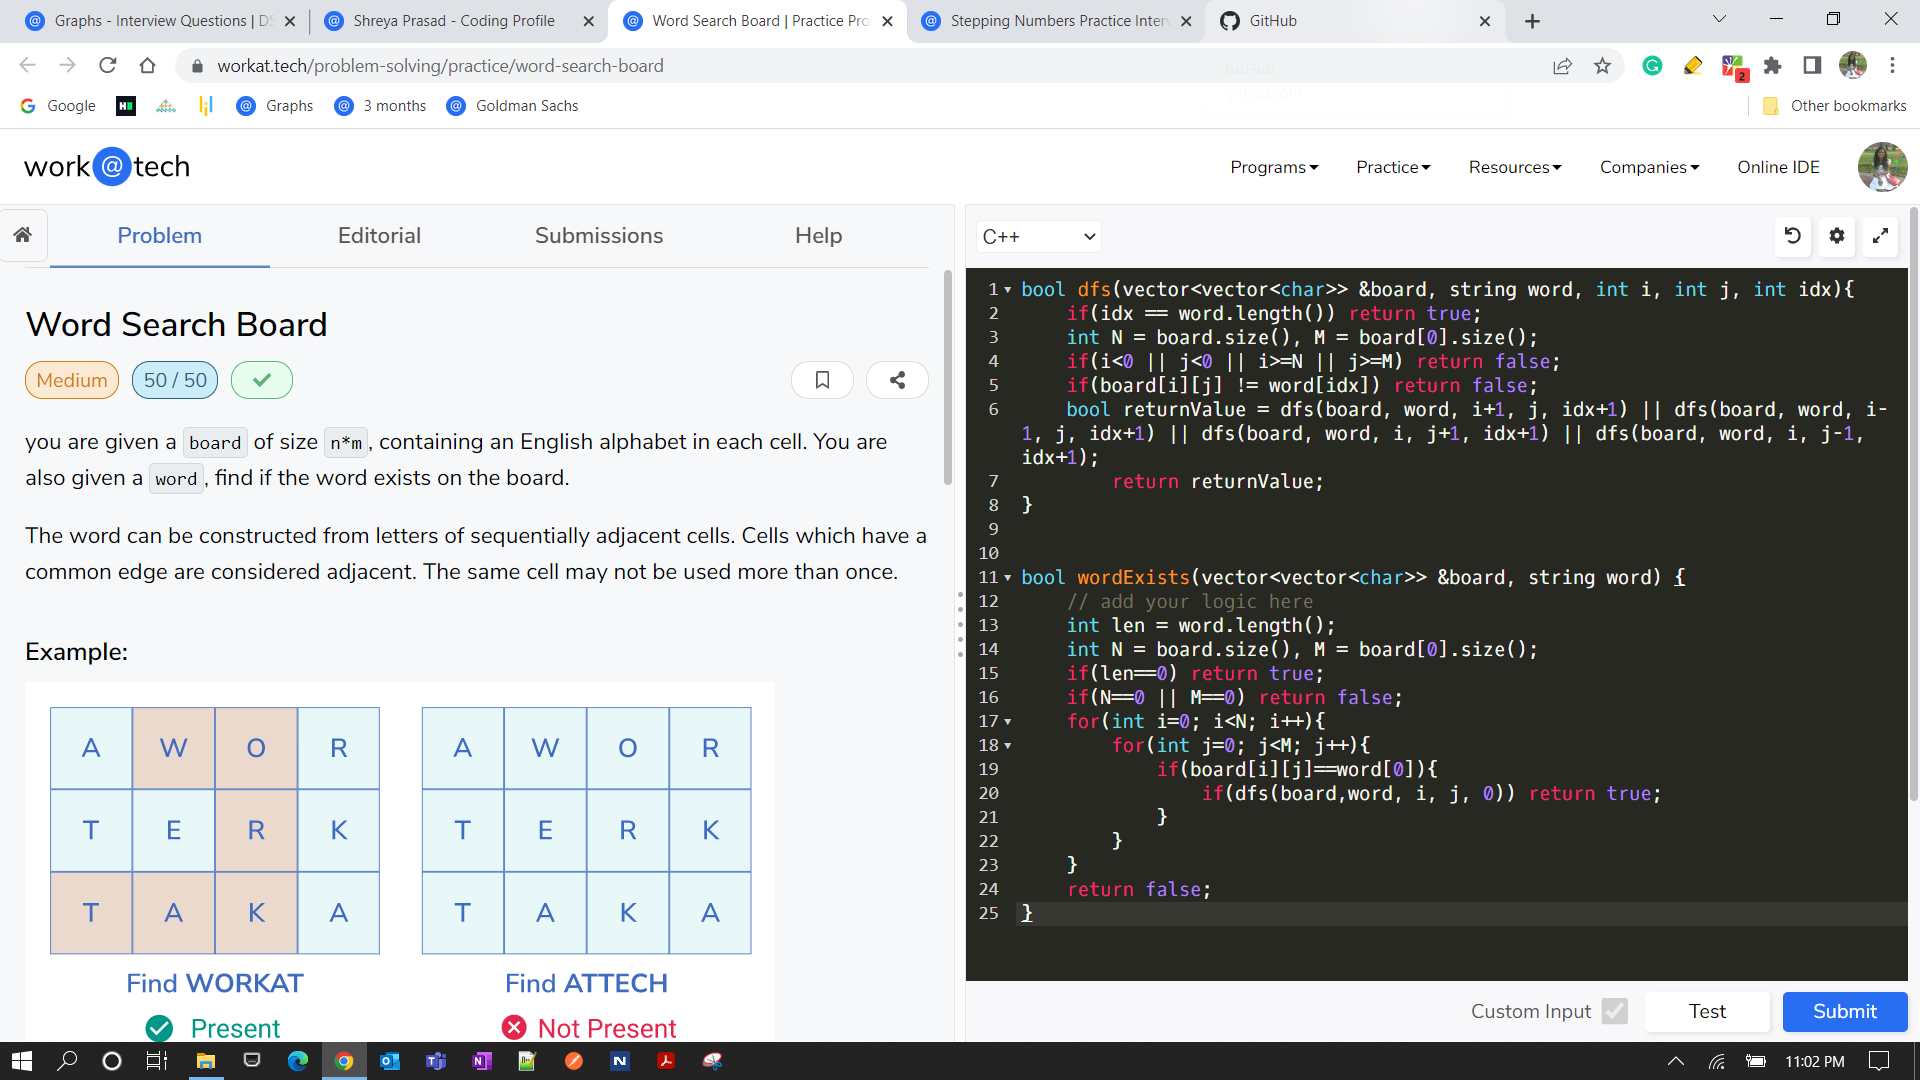 Graphs - Interview Questions | DS
Shreya Prasad - Coding Profile
Word Search Board | Practice Pro
Stepping Numbers Practice Inter
GitHub
workat.tech/problem-solving/practice/word-search-board
2
GitHub
github.com
Google
Graphs
3 months
Goldman Sachs
Other bookmarks
work@tech
Programs
Practice
Resources
Companies
Online IDE
Problem
Editorial
Submissions
Help
C++
Word Search Board
Medium
50 / 50
you are given a board of size n*m, containing an English alphabet in each cell. You are
also given a word, find if the word exists on the board.
The word can be constructed from letters of sequentially adjacent cells. Cells which have a
common edge are considered adjacent. The same cell may not be used more than once.
Example:
A W O R
T E R K
T A K A
Find WORKAT
Present
A W O R
T E R K
T A K A
Find ATTECH
Not Present
1 bool dfs(vector<vector<char>> &board, string word, int i, int j, int idx){
2 if(idx == word.length()) return true;
3 int N = board.size(), M = board[0].size();
4 if(i<0 || j<0 || i>=N || j>=M) return false;
5 if(board[i][j] != word[idx]) return false;
6 bool returnValue = dfs(board, word, i+1, j, idx+1) || dfs(board, word, i-
1, j, idx+1) || dfs(board, word, i, j+1, idx+1) || dfs(board, word, i, j-1,
idx+1);
7 return returnValue;
8 }
9
10
11 bool wordExists(vector<vector<char>> &board, string word) {
12 // add your logic here
13 int len = word.length();
14 int N = board.size(), M = board[0].size();
15 if(len==0) return true;
16 if(N==0 || M==0) return false;
17 for(int i=0; i<N; i++){
18 for(int j=0; j<M; j++){
19 if(board[i][j]==word[0]){
20 if(dfs(board,word, i, j, 0)) return true;
21 }
22 }
23 }
24 return false;
25 }
Custom Input
Test
Submit
11:02 PM